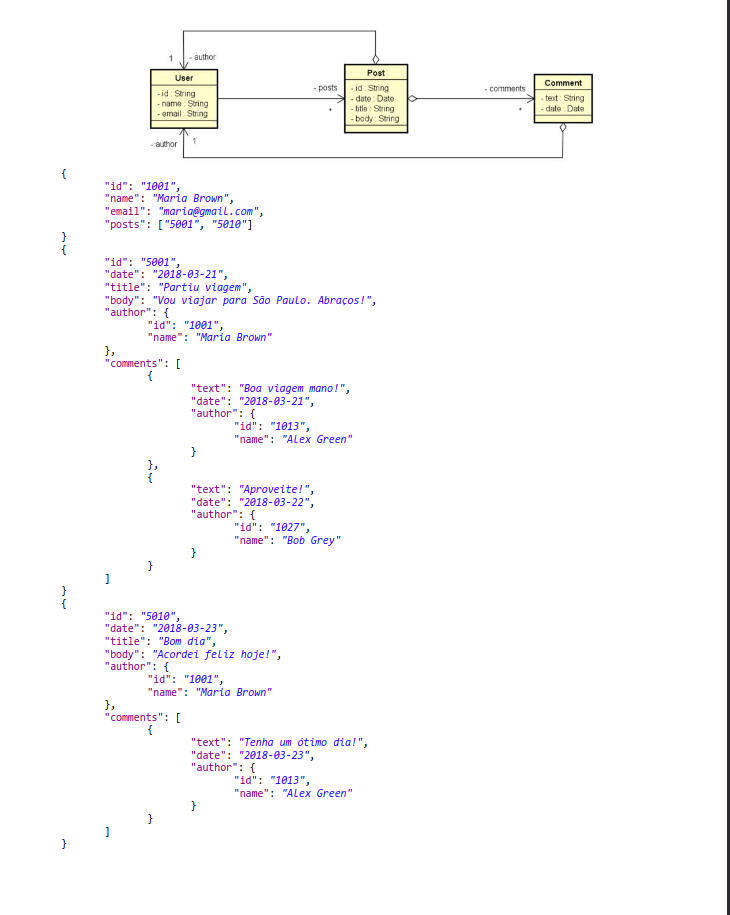 1 - author
User
- id : String
- name : String
- email : String
- posts
*
Post
- id : String
- date : Date
- title : String
- body : String
- comments
*
Comment
- text : String
- date : Date
- author 1
{
"id": "1001",
"name": "Maria Brown",
"email": "maria@gmail.com",
"posts": ["5001", "5010"]
}
{
"id": "5001",
"date": "2018-03-21",
"title": "Partiu viagem",
"body": "Vou viajar para São Paulo. Abraços!",
"author": {
"id": "1001",
"name": "Maria Brown"
},
"comments": [
{
"text": "Boa viagem mano!",
"date": "2018-03-21",
"author": {
"id": "1013",
"name": "Alex Green"
}
},
{
"text": "Aproveite!",
"date": "2018-03-22",
"author": {
"id": "1027",
"name": "Bob Grey"
}
}
]
}
{
"id": "5010",
"date": "2018-03-23",
"title": "Bom dia",
"body": "Acordei feliz hoje!",
"author": {
"id": "1001",
"name": "Maria Brown"
},
"comments": [
{
"text": "Tenha um ótimo dia!",
"date": "2018-03-23",
"author": {
"id": "1013",
"name": "Alex Green"
}
}
]
}